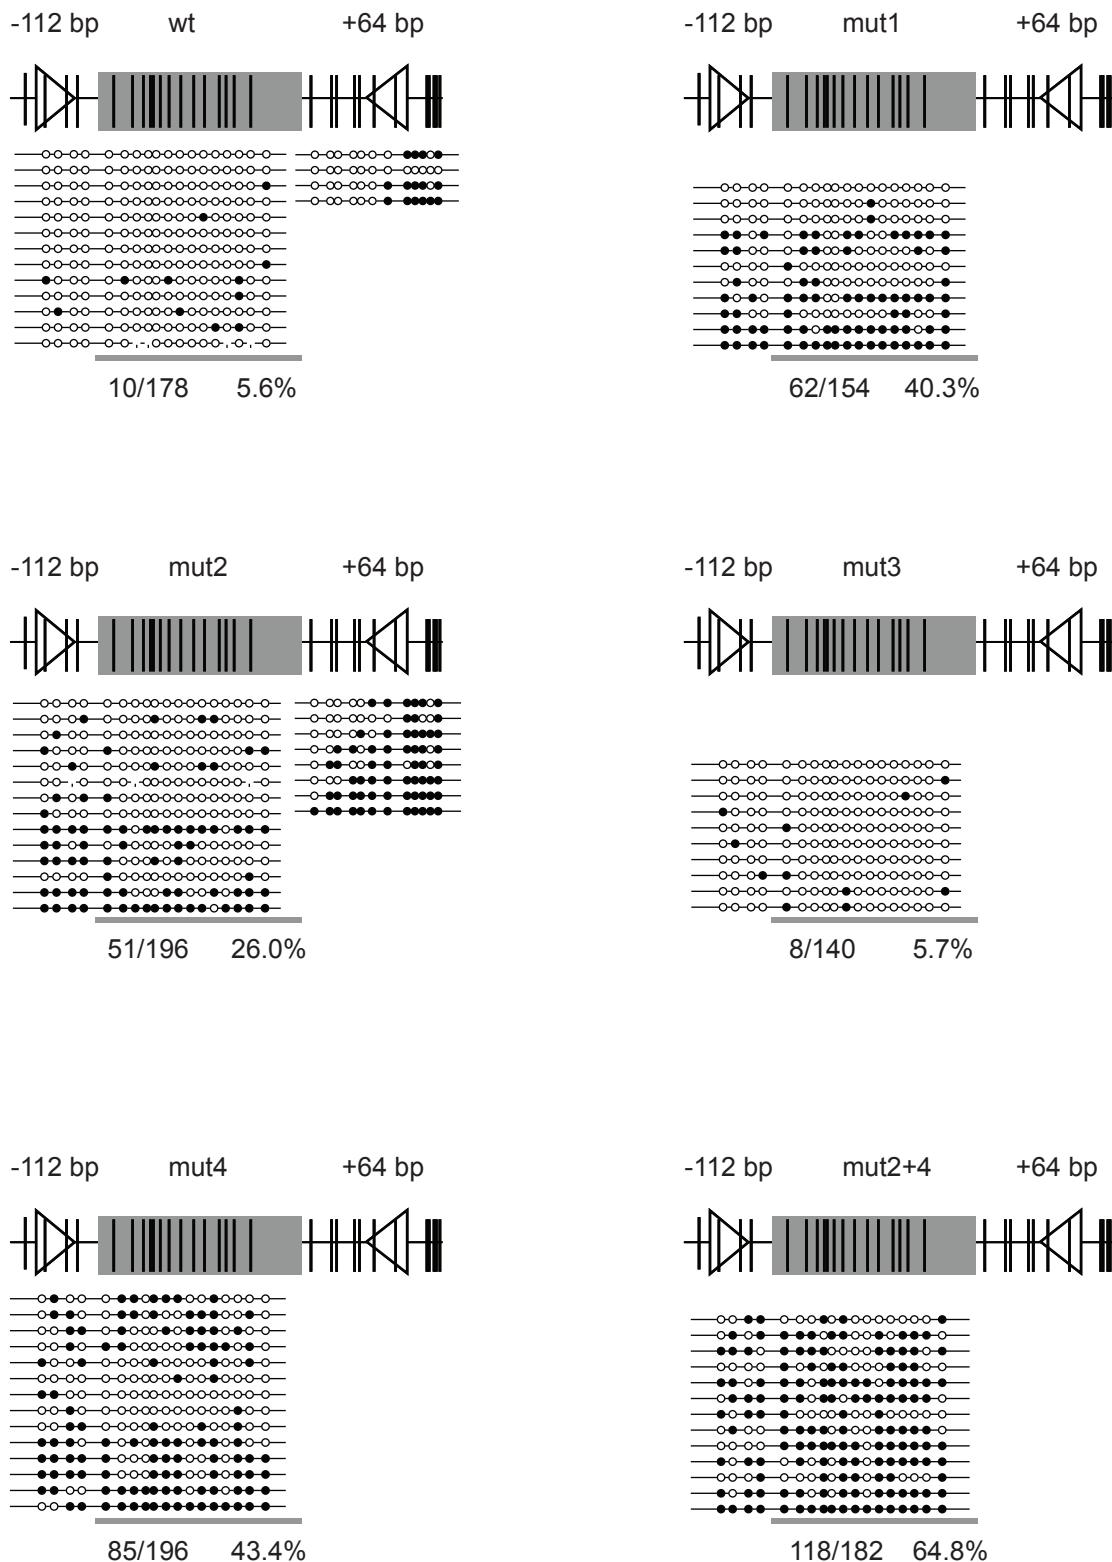 -112 bp wt +64 bp
-112 bp mut1 +64 bp
10/178 5.6%
62/154 40.3%
-112 bp mut2 +64 bp
-112 bp mut3 +64 bp
51/196 26.0%
8/140 5.7%
-112 bp mut4 +64 bp
-112 bp mut2+4 +64 bp
85/196 43.4%
118/182 64.8%